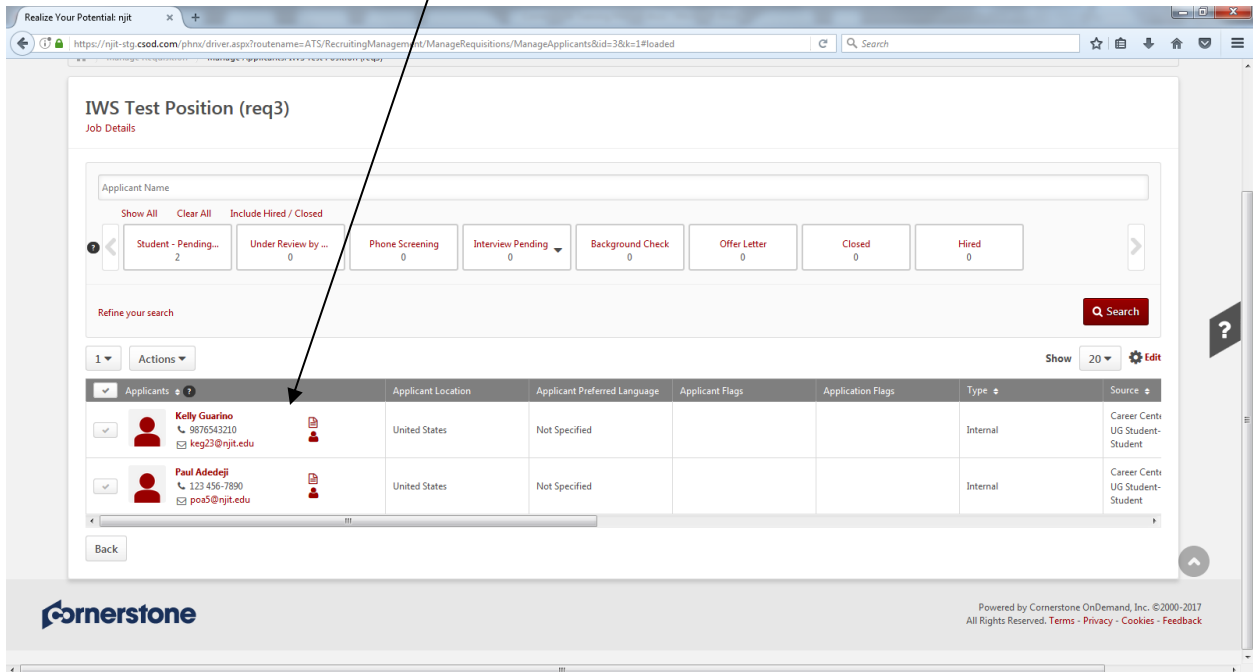 Realize Your Potential: njit × +
https://njit-stg.csod.com/phnx/driver.aspx?routename=ATS/RecruitingManagement/ManageRequisitions/ManageApplicants&id=3&k=1#loaded
Search
IWS Test Position (req3)
Job Details
Applicant Name
Show All Clear All Include Hired / Closed
Student - Pending... Under Review by ... Phone Screening Interview Pending Background Check Offer Letter Closed Hired
2 0 0 0 0 0 0 0
Refine your search
Search
?
1 Actions
Show 20 Edit
Applicants Applicant Location Applicant Preferred Language Applicant Flags Application Flags Type Source
Kelly Guarino
9876543210
keg23@njit.edu
United States Not Specified Internal
Career Cente
UG Student-
Student
Paul Adedeji
123 456-7890
poa5@njit.edu
United States Not Specified Internal
Career Cente
UG Student-
Student
Back
Cornerstone
Powered by Cornerstone OnDemand, Inc. ©2000-2017
All Rights Reserved. Terms - Privacy - Cookies - Feedback